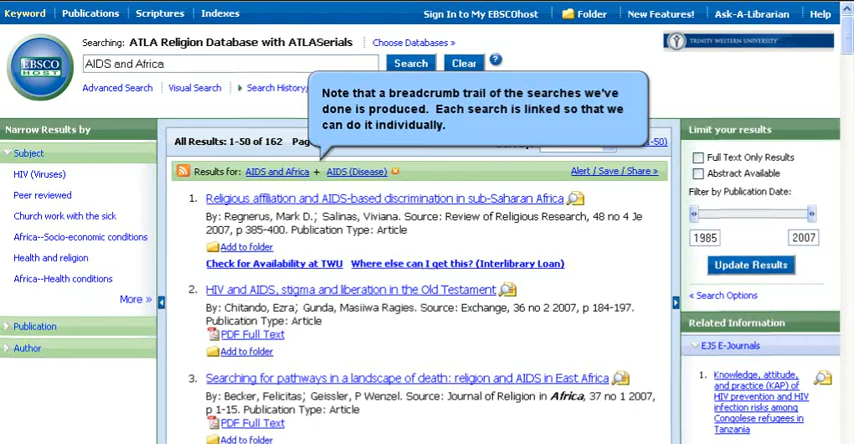 Keyword Publications Scriptures Indexes Sign In to My EBSCOhost Folder New Features! Ask-A-Librarian Help
EBSCO
HOST
Searching: ATLA Religion Database with ATLASerials Choose Databases »
TRINITY WESTERN UNIVERSITY
AIDS and Africa Search Clear ?
Advanced Search Visual Search Search History
Note that a breadcrumb trail of the searches we've
done is produced. Each search is linked so that we
can do it individually.
Narrow Results by
Subject
HIV (Viruses)
Peer reviewed
Church work with the sick
Africa--Socio-economic conditions
Health and religion
Africa--Health conditions
More »
Publication
Author
All Results: 1-50 of 162
Results for: AIDS and Africa + AIDS (Disease) Alert / Save / Share »
1. Religious affiliation and AIDS-based discrimination in sub-Saharan Africa
By: Regnerus, Mark D.; Salinas, Viviana. Source: Review of Religious Research, 48 no 4 Je
2007, p 385-400. Publication Type: Article
Add to folder
Check for Availability at TWU Where else can I get this? (Interlibrary Loan)
2. HIV and AIDS, stigma and liberation in the Old Testament
By: Chitando, Ezra; Gunda, Masiiwa Ragies. Source: Exchange, 36 no 2 2007, p 184-197.
Publication Type: Article
PDF Full Text
Add to folder
3. Searching for pathways in a landscape of death: religion and AIDS in East Africa
By: Becker, Felicitas; Geissler, P Wenzel. Source: Journal of Religion in Africa, 37 no 1 2007,
p 1-15. Publication Type: Article
PDF Full Text
Add to folder
Limit your results
Full Text Only Results
Abstract Available
Filter by Publication Date:
1985 2007
Update Results
« Search Options
Related Information
EJS E-Journals
1. Knowledge, attitude,
and practice (KAP) of
HIV prevention and HIV
infection risks among
Congolese refugees in
Tanzania